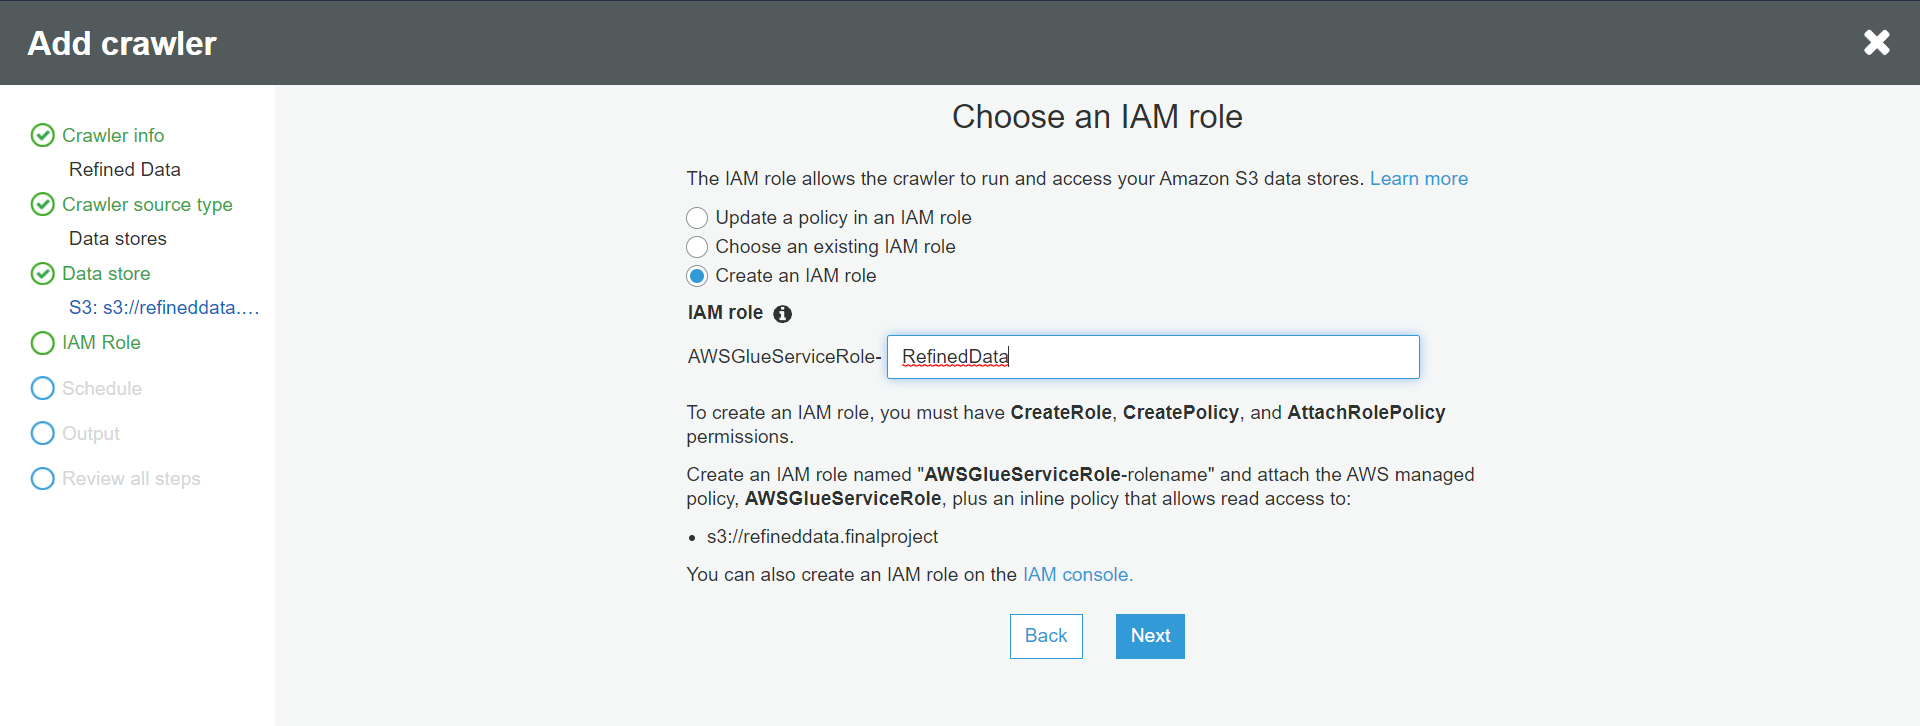 Add crawler
Crawler info
Refined Data
Crawler source type
Data stores
Data store
S3: s3://refineddata....
IAM Role
Schedule
Output
Review all steps
Choose an IAM role
The IAM role allows the crawler to run and access your Amazon S3 data stores. Learn more
Update a policy in an IAM role
Choose an existing IAM role
Create an IAM role
IAM role
AWSGlueServiceRole- RefinedData
To create an IAM role, you must have CreateRole, CreatePolicy, and AttachRolePolicy
permissions.
Create an IAM role named "AWSGlueServiceRole-rolename" and attach the AWS managed
policy, AWSGlueServiceRole, plus an inline policy that allows read access to:
• s3://refineddata.finalproject
You can also create an IAM role on the IAM console.
Back Next